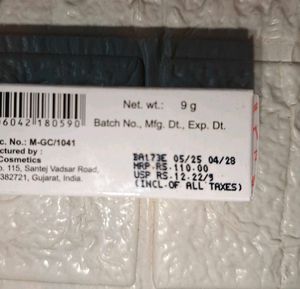 6042 180590
Net. wt.: 9 g
Batch No., Mfg. Dt., Exp. Dt.
c. No.: M-GC/1041
ctured by :
Cosmetics
o. 115, Santej Vadsar Road,
382721, Gujarat, India.
BA173E 05/25 04/28
MRP.RS.110.00
USP RS.12.22/g
(INCL.OF ALL TAXES)